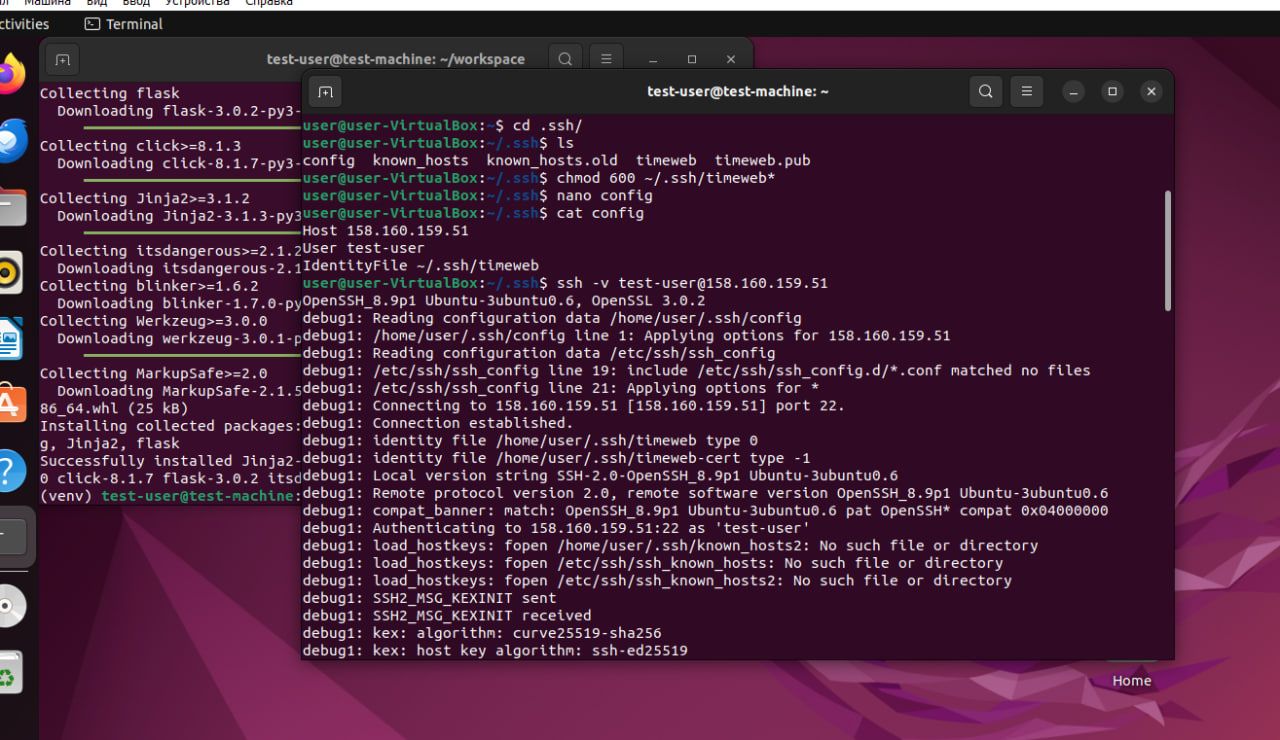 Машина Вид Ввод Устройства Справка
ctivities Terminal
test-user@test-machine: ~/workspace
Collecting flask
Downloading flask-3.0.2-py3-
Collecting click>=8.1.3
Downloading click-8.1.7-py3-
Collecting Jinja2>=3.1.2
Downloading Jinja2-3.1.3-py3
Collecting itsdangerous>=2.1.2
Downloading itsdangerous-2.1
Collecting blinker>=1.6.2
Downloading blinker-1.7.0-py
Collecting Werkzeug>=3.0.0
Downloading werkzeug-3.0.1-p
Collecting MarkupSafe>=2.0
Downloading MarkupSafe-2.1.5
86_64.whl (25 kB)
Installing collected packages:
g, Jinja2, flask
Successfully installed Jinja2-
0 click-8.1.7 flask-3.0.2 itsd
(venv) test-user@test-machine:
test-user@test-machine: ~
user@user-VirtualBox:~$ cd .ssh/
user@user-VirtualBox:~/.ssh$ ls
config known_hosts known_hosts.old timeweb timeweb.pub
user@user-VirtualBox:~/.ssh$ chmod 600 ~/.ssh/timeweb*
user@user-VirtualBox:~/.ssh$ nano config
user@user-VirtualBox:~/.ssh$ cat config
Host 158.160.159.51
User test-user
IdentityFile ~/.ssh/timeweb
user@user-VirtualBox:~/.ssh$ ssh -v test-user@158.160.159.51
OpenSSH_8.9p1 Ubuntu-3ubuntu0.6, OpenSSL 3.0.2
debug1: Reading configuration data /home/user/.ssh/config
debug1: /home/user/.ssh/config line 1: Applying options for 158.160.159.51
debug1: Reading configuration data /etc/ssh/ssh_config
debug1: /etc/ssh/ssh_config line 19: include /etc/ssh/ssh_config.d/*.conf matched no files
debug1: /etc/ssh/ssh_config line 21: Applying options for *
debug1: Connecting to 158.160.159.51 [158.160.159.51] port 22.
debug1: Connection established.
debug1: identity file /home/user/.ssh/timeweb type 0
debug1: identity file /home/user/.ssh/timeweb-cert type -1
debug1: Local version string SSH-2.0-OpenSSH_8.9p1 Ubuntu-3ubuntu0.6
debug1: Remote protocol version 2.0, remote software version OpenSSH_8.9p1 Ubuntu-3ubuntu0.6
debug1: compat_banner: match: OpenSSH_8.9p1 Ubuntu-3ubuntu0.6 pat OpenSSH* compat 0x04000000
debug1: Authenticating to 158.160.159.51:22 as 'test-user'
debug1: load_hostkeys: fopen /home/user/.ssh/known_hosts2: No such file or directory
debug1: load_hostkeys: fopen /etc/ssh/ssh_known_hosts: No such file or directory
debug1: load_hostkeys: fopen /etc/ssh/ssh_known_hosts2: No such file or directory
debug1: SSH2_MSG_KEXINIT sent
debug1: SSH2_MSG_KEXINIT received
debug1: kex: algorithm: curve25519-sha256
debug1: kex: host key algorithm: ssh-ed25519
Home